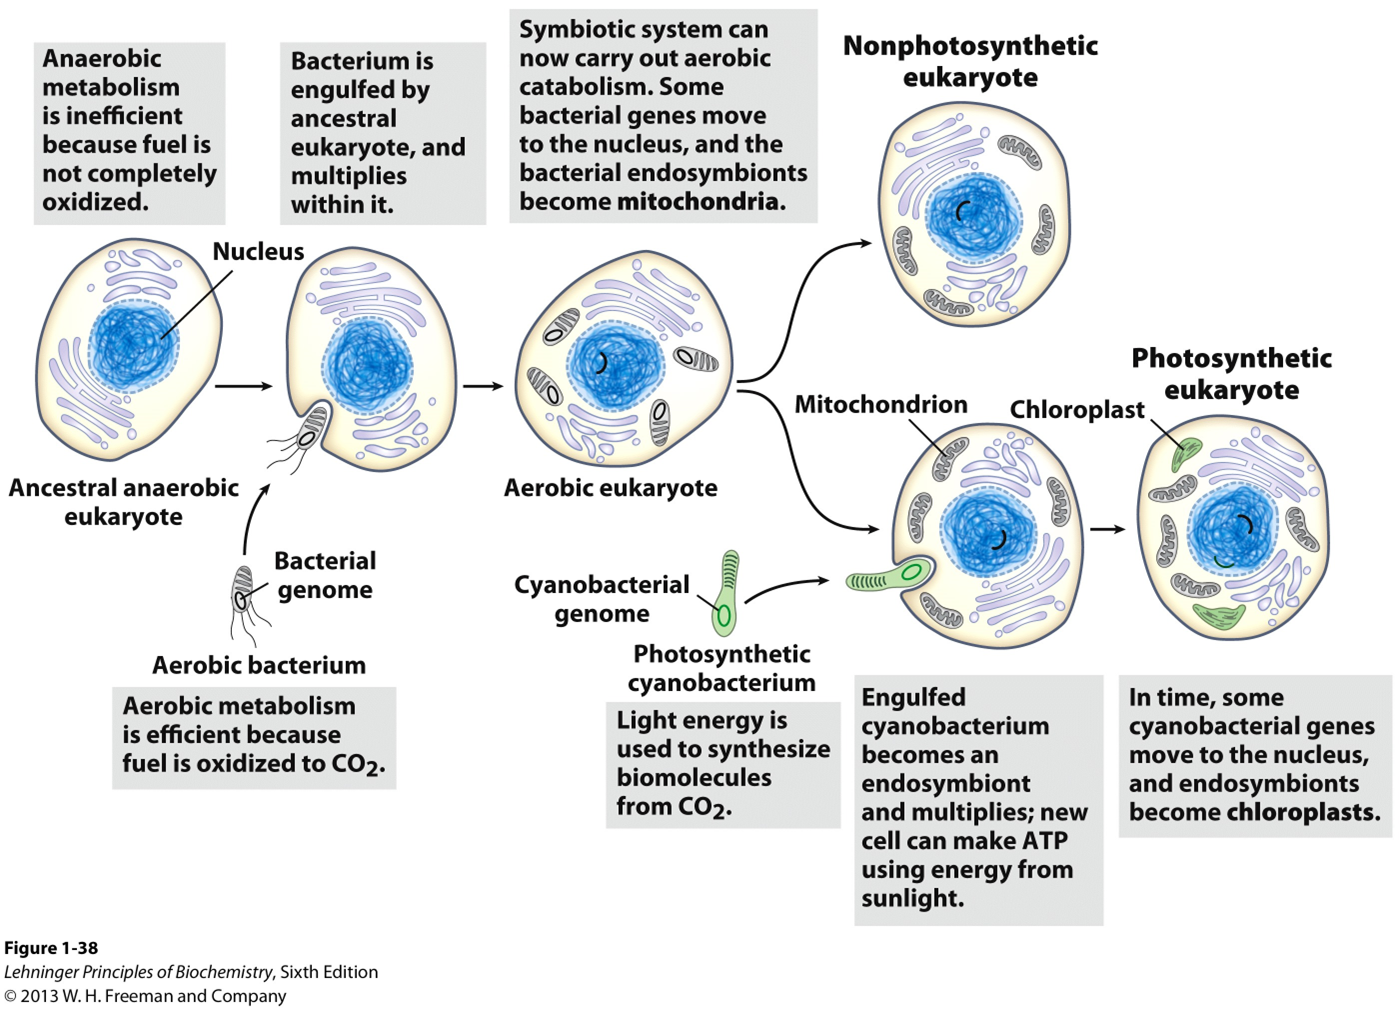 Anaerobic
metabolism
is inefficient
because fuel is
not completely
oxidized.
Bacterium is
engulfed by
ancestral
eukaryote, and
multiplies
within it.
Symbiotic system can
now carry out aerobic
catabolism. Some
bacterial genes move
to the nucleus, and the
bacterial endosymbionts
become mitochondria.
Nonphotosynthetic
eukaryote
Nucleus
Ancestral anaerobic
eukaryote
Bacterial
genome
Aerobic bacterium
Aerobic metabolism
is efficient because
fuel is oxidized to CO₂.
Aerobic eukaryote
Cyanobacterial
genome
Photosynthetic
cyanobacterium
Light energy is
used to synthesize
biomolecules
from CO₂.
Mitochondrion
Engulfed
cyanobacterium
becomes an
endosymbiont
and multiplies; new
cell can make ATP
using energy from
sunlight.
Photosynthetic
eukaryote
Chloroplast
In time, some
cyanobacterial genes
move to the nucleus,
and endosymbionts
become chloroplasts.
Figure 1-38
Lehninger Principles of Biochemistry, Sixth Edition
© 2013 W. H. Freeman and Company